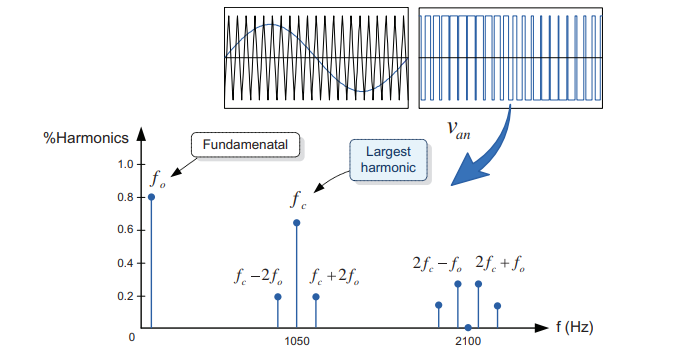 v_an
%Harmonics
Fundamenatal
Largest
harmonic
1.0
f_o
0.8
f_c
0.6
0.4
2f_c – f_o 2f_c + f_o
f_c –2f_o f_c +2f_o
0.2
f (Hz)
0 1050 2100